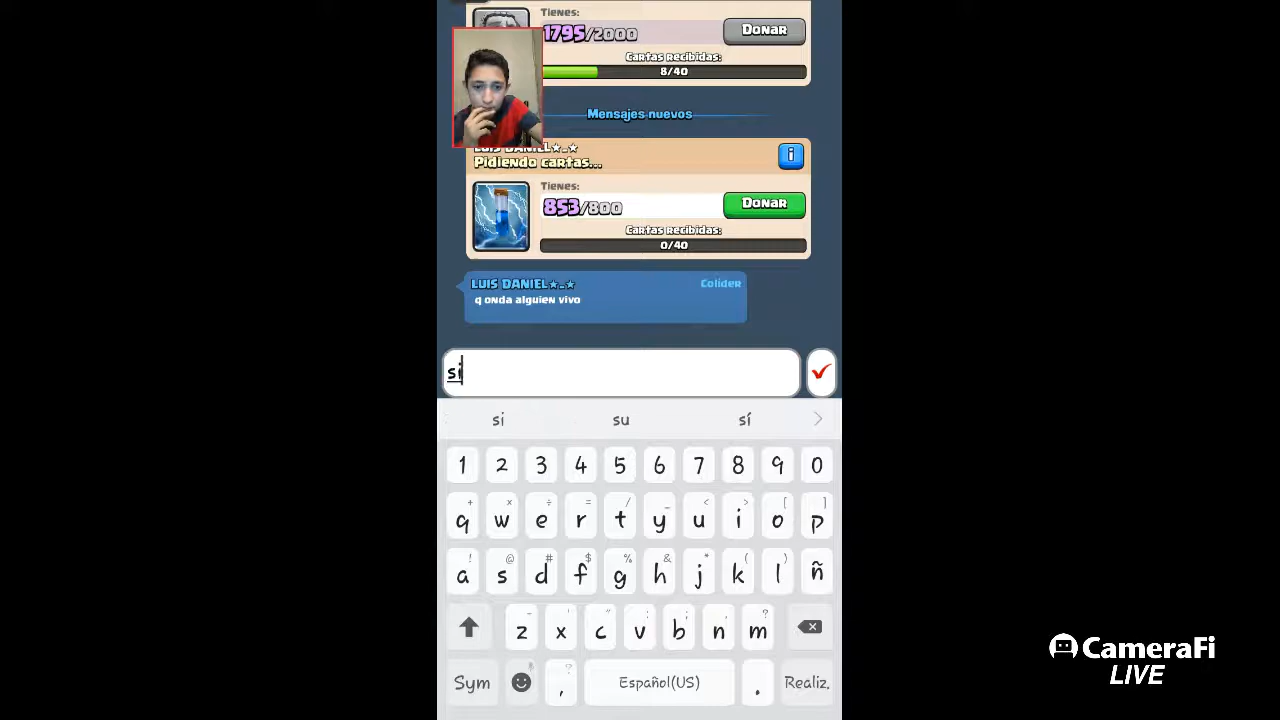 Tienes:
1795/2000
Donar
Cartas recibidas:
8/40
Mensajes nuevos
LUIS DANIEL★_★
Pidiendo cartas...
i
Tienes:
853/800
Donar
Cartas recibidas:
0/40
LUIS DANIEL★_★
Colíder
q onda alguien vivo
si
si su sí
1 2 3 4 5 6 7 8 9 0
+ × ÷ = / _ < > [ ]
q w e r t y u i o p
! @ # $ % & * ( )
a s d f g h j k l ñ
- ' " : ; , ?
z x c v b n m
Sym , ? Español(US) . Realiz.
CameraFi
LIVE